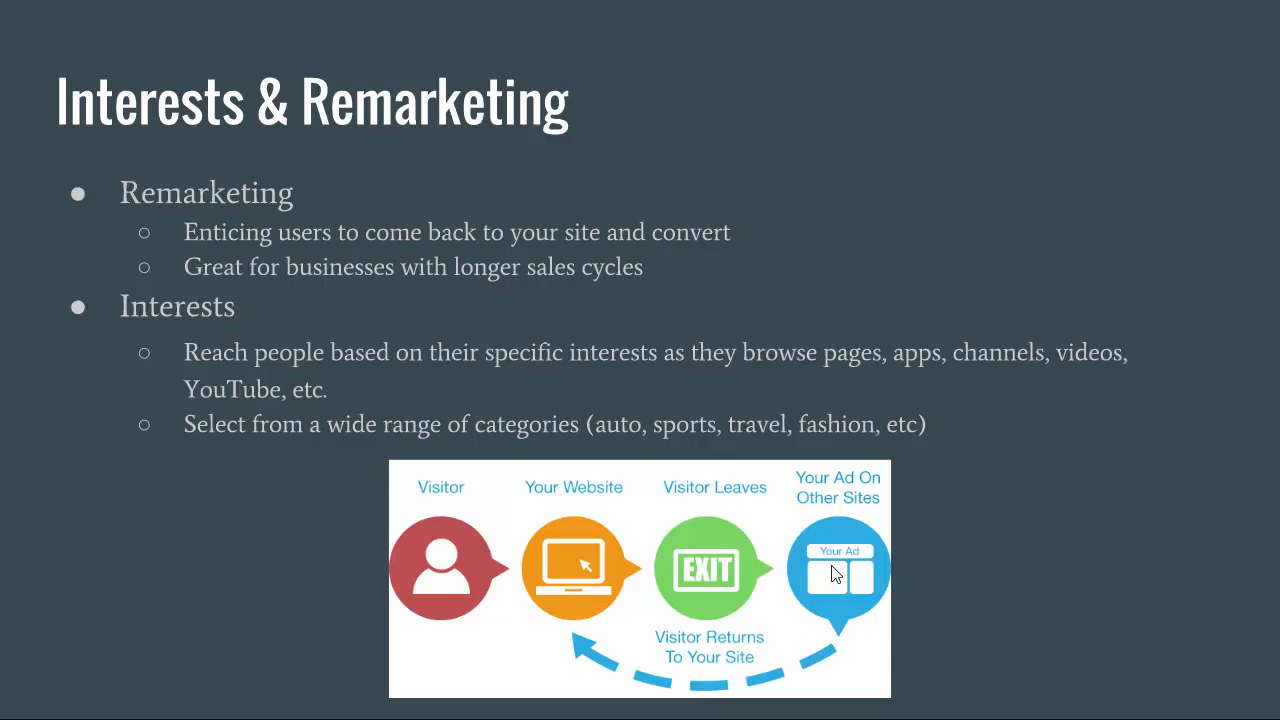 Interests & Remarketing
● Remarketing
○ Enticing users to come back to your site and convert
○ Great for businesses with longer sales cycles
● Interests
○ Reach people based on their specific interests as they browse pages, apps, channels, videos,
YouTube, etc.
○ Select from a wide range of categories (auto, sports, travel, fashion, etc)
Visitor
Your Website
Visitor Leaves
Your Ad On
Other Sites
EXIT
Your Ad
Visitor Returns
To Your Site